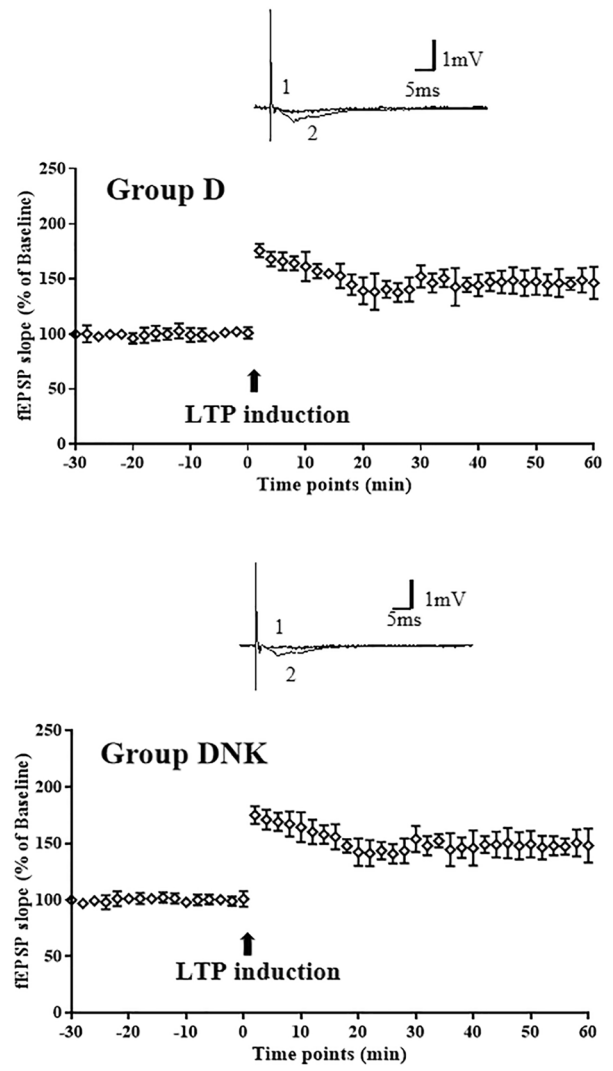 1mV
5ms
1
2
Group D
fEPSP slope (% of Baseline)
250
200
150
100
50
0
LTP induction
-30 -20 -10 0 10 20 30 40 50 60
Time points (min)
1mV
5ms
1
2
Group DNK
fEPSP slope (% of Baseline)
250
200
150
100
50
0
LTP induction
-30 -20 -10 0 10 20 30 40 50 60
Time points (min)